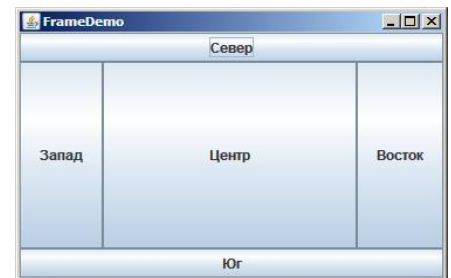 FrameDemo
Север
Запад
Центр
Восток
Юг